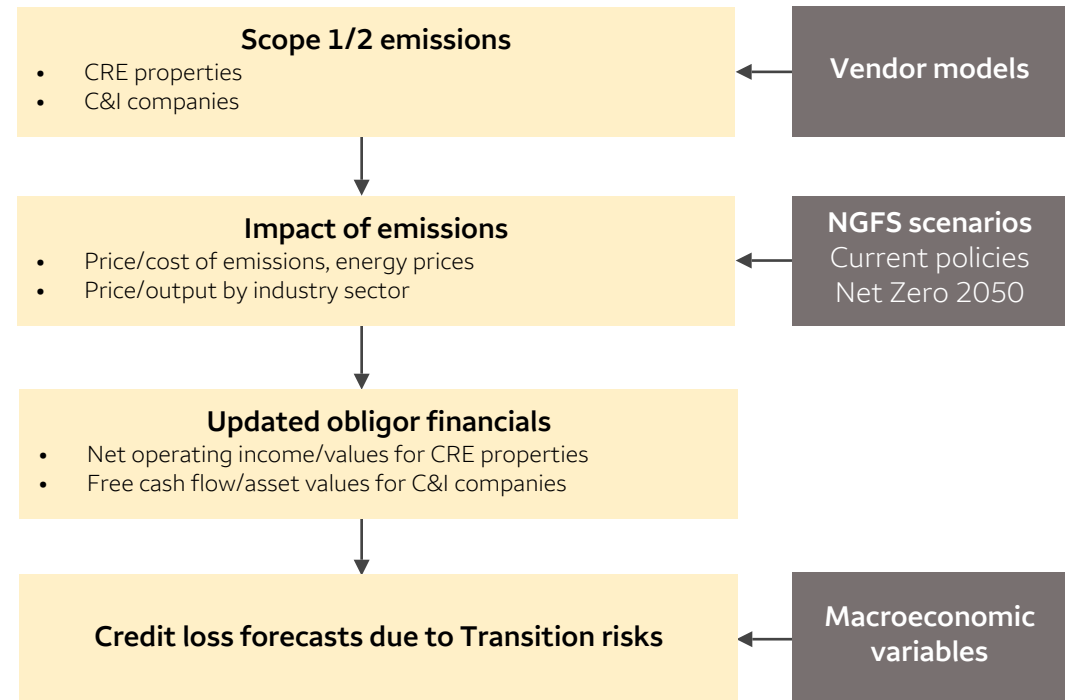 Scope 1/2 emissions
• CRE properties
• C&I companies
Vendor models
Impact of emissions
• Price/cost of emissions, energy prices
• Price/output by industry sector
NGFS scenarios
Current policies
Net Zero 2050
Updated obligor financials
• Net operating income/values for CRE properties
• Free cash flow/asset values for C&I companies
Credit loss forecasts due to Transition risks
Macroeconomic
variables